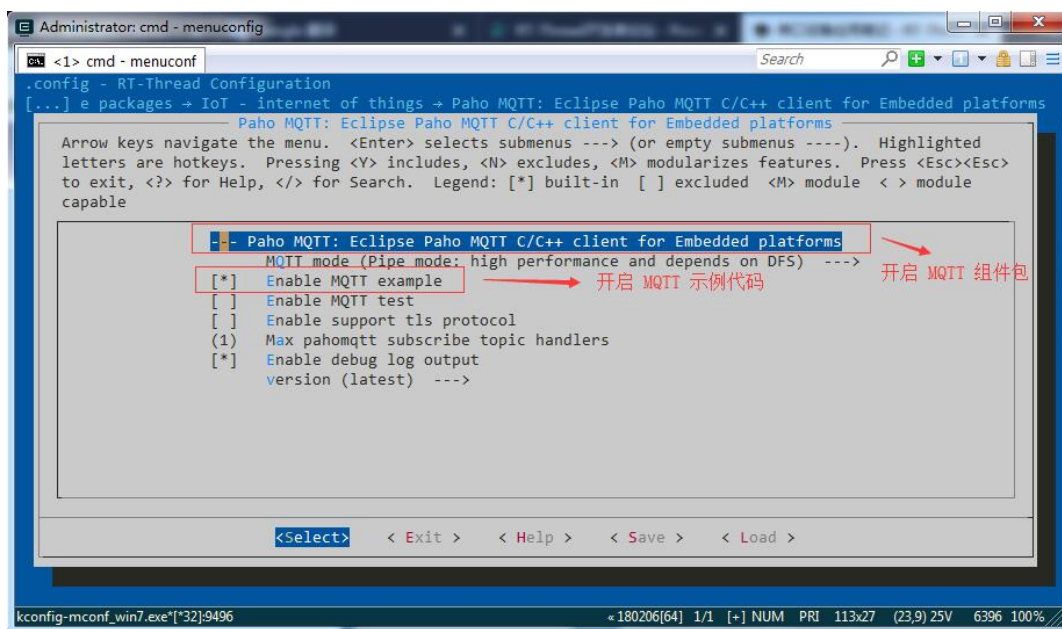 Administrator: cmd - menuconfig
<1> cmd - menuconf
Search
.config - RT-Thread Configuration
[...] e packages → IoT - internet of things → Paho MQTT: Eclipse Paho MQTT C/C++ client for Embedded platforms
Paho MQTT: Eclipse Paho MQTT C/C++ client for Embedded platforms
Arrow keys navigate the menu. <Enter> selects submenus ---> (or empty submenus ----). Highlighted
letters are hotkeys. Pressing <Y> includes, <N> excludes, <M> modularizes features. Press <Esc><Esc>
to exit, <?> for Help, </> for Search. Legend: [*] built-in [ ] excluded <M> module < > module
capable
--- Paho MQTT: Eclipse Paho MQTT C/C++ client for Embedded platforms
MQTT mode (Pipe mode: high performance and depends on DFS) --->
开启 MQTT 组件包
[*] Enable MQTT example
开启 MQTT 示例代码
[ ] Enable MQTT test
[ ] Enable support tls protocol
(1) Max pahomqtt subscribe topic handlers
[*] Enable debug log output
version (latest) --->
<Select> < Exit > < Help > < Save > < Load >
kconfig-mconf_win7.exe*[*32]:9496
« 180206[64] 1/1 [+] NUM PRI 113x27 (23,9) 25V 6396 100%